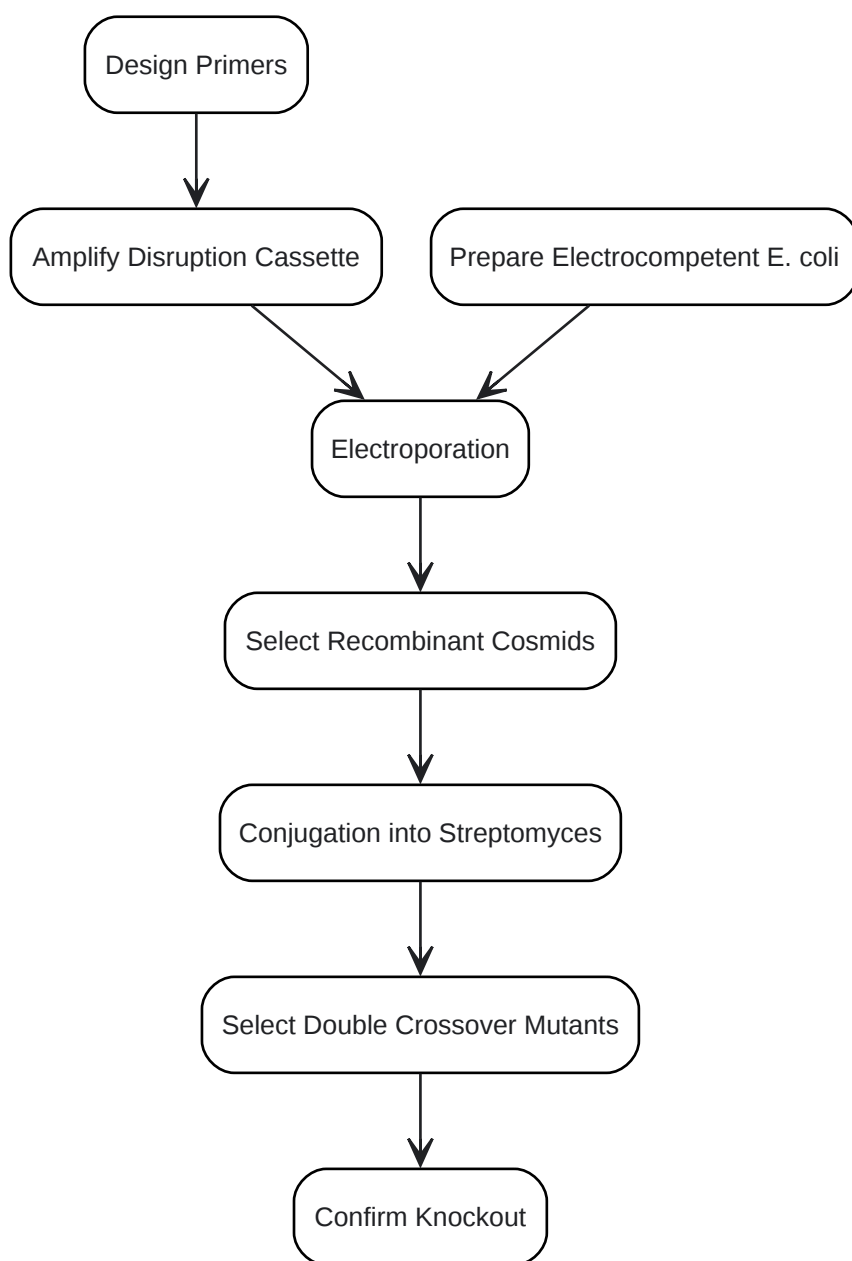 Design Primers
Amplify Disruption Cassette
Prepare Electrocompetent E. coli
Electroporation
Select Recombinant Cosmids
Conjugation into Streptomyces
Select Double Crossover Mutants
Confirm Knockout